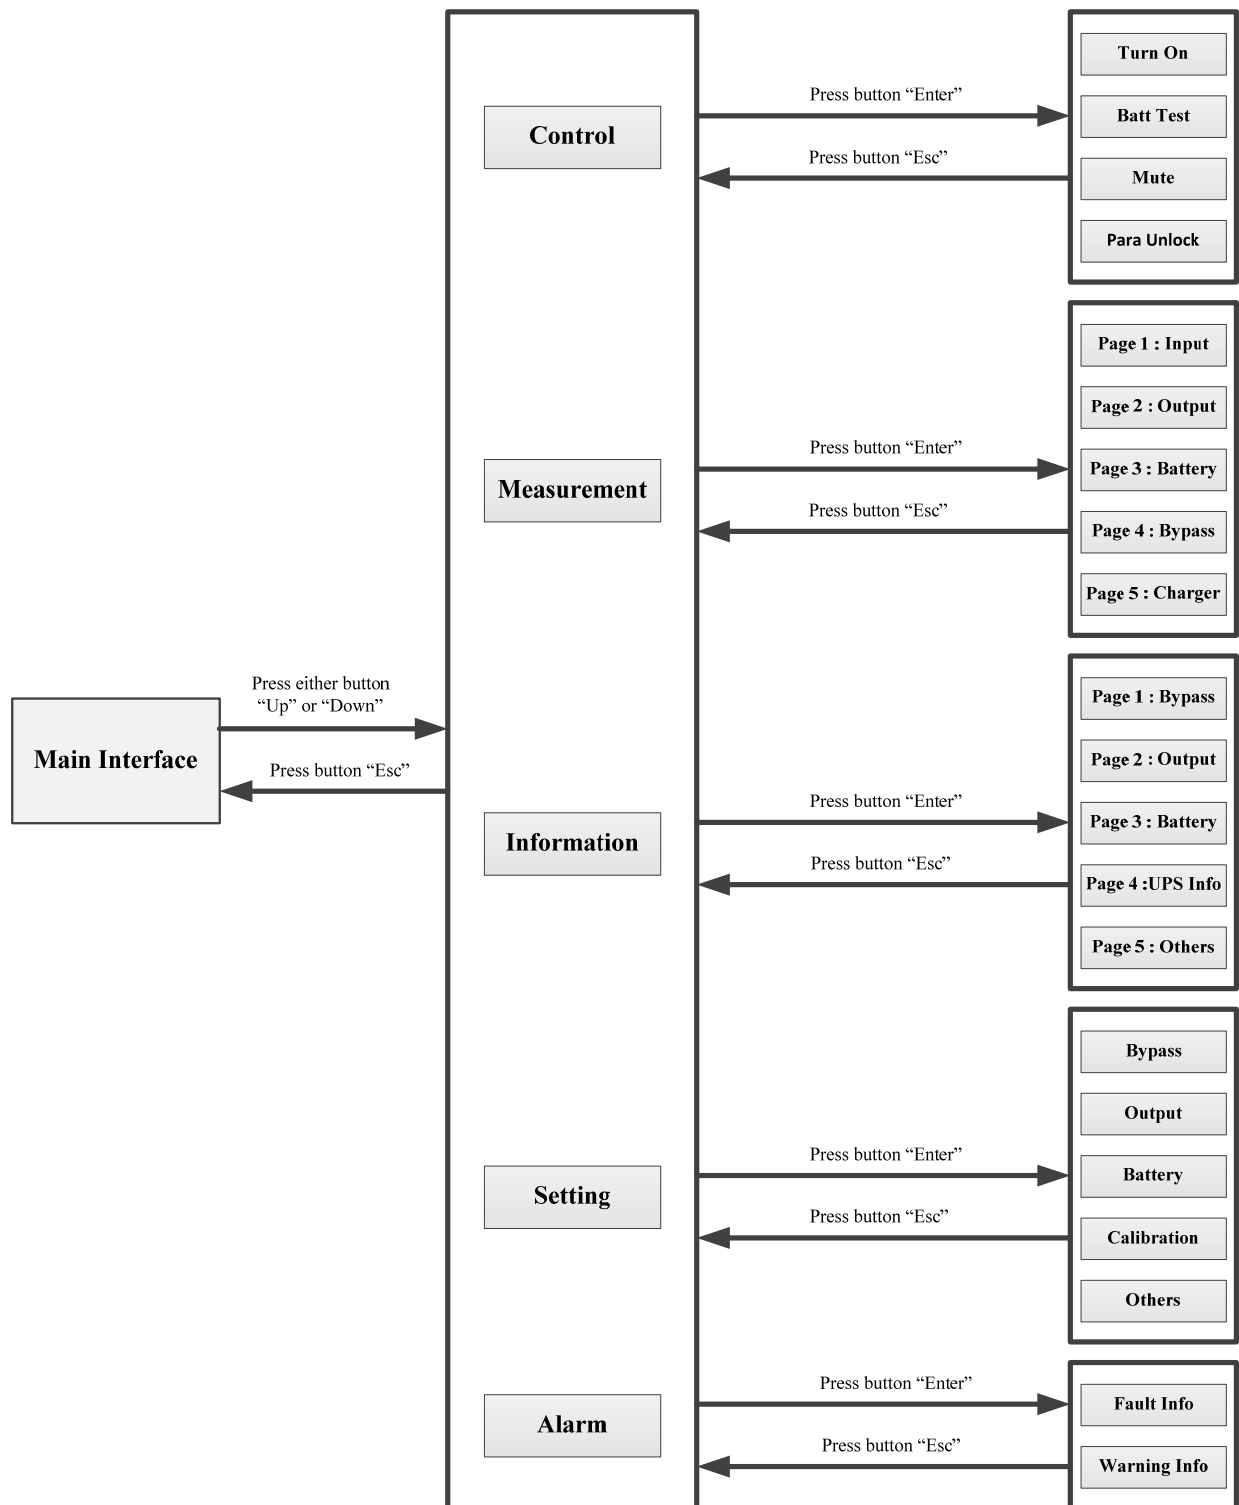 Main Interface
Press either button
“Up” or “Down”
Press button “Esc”
Control
Press button “Enter”
Press button “Esc”
Turn On
Batt Test
Mute
Para Unlock
Measurement
Press button “Enter”
Press button “Esc”
Page 1 : Input
Page 2 : Output
Page 3 : Battery
Page 4 : Bypass
Page 5 : Charger
Information
Press button “Enter”
Press button “Esc”
Page 1 : Bypass
Page 2 : Output
Page 3 : Battery
Page 4 :UPS Info
Page 5 : Others
Setting
Press button “Enter”
Press button “Esc”
Bypass
Output
Battery
Calibration
Others
Alarm
Press button “Enter”
Press button “Esc”
Fault Info
Warning Info